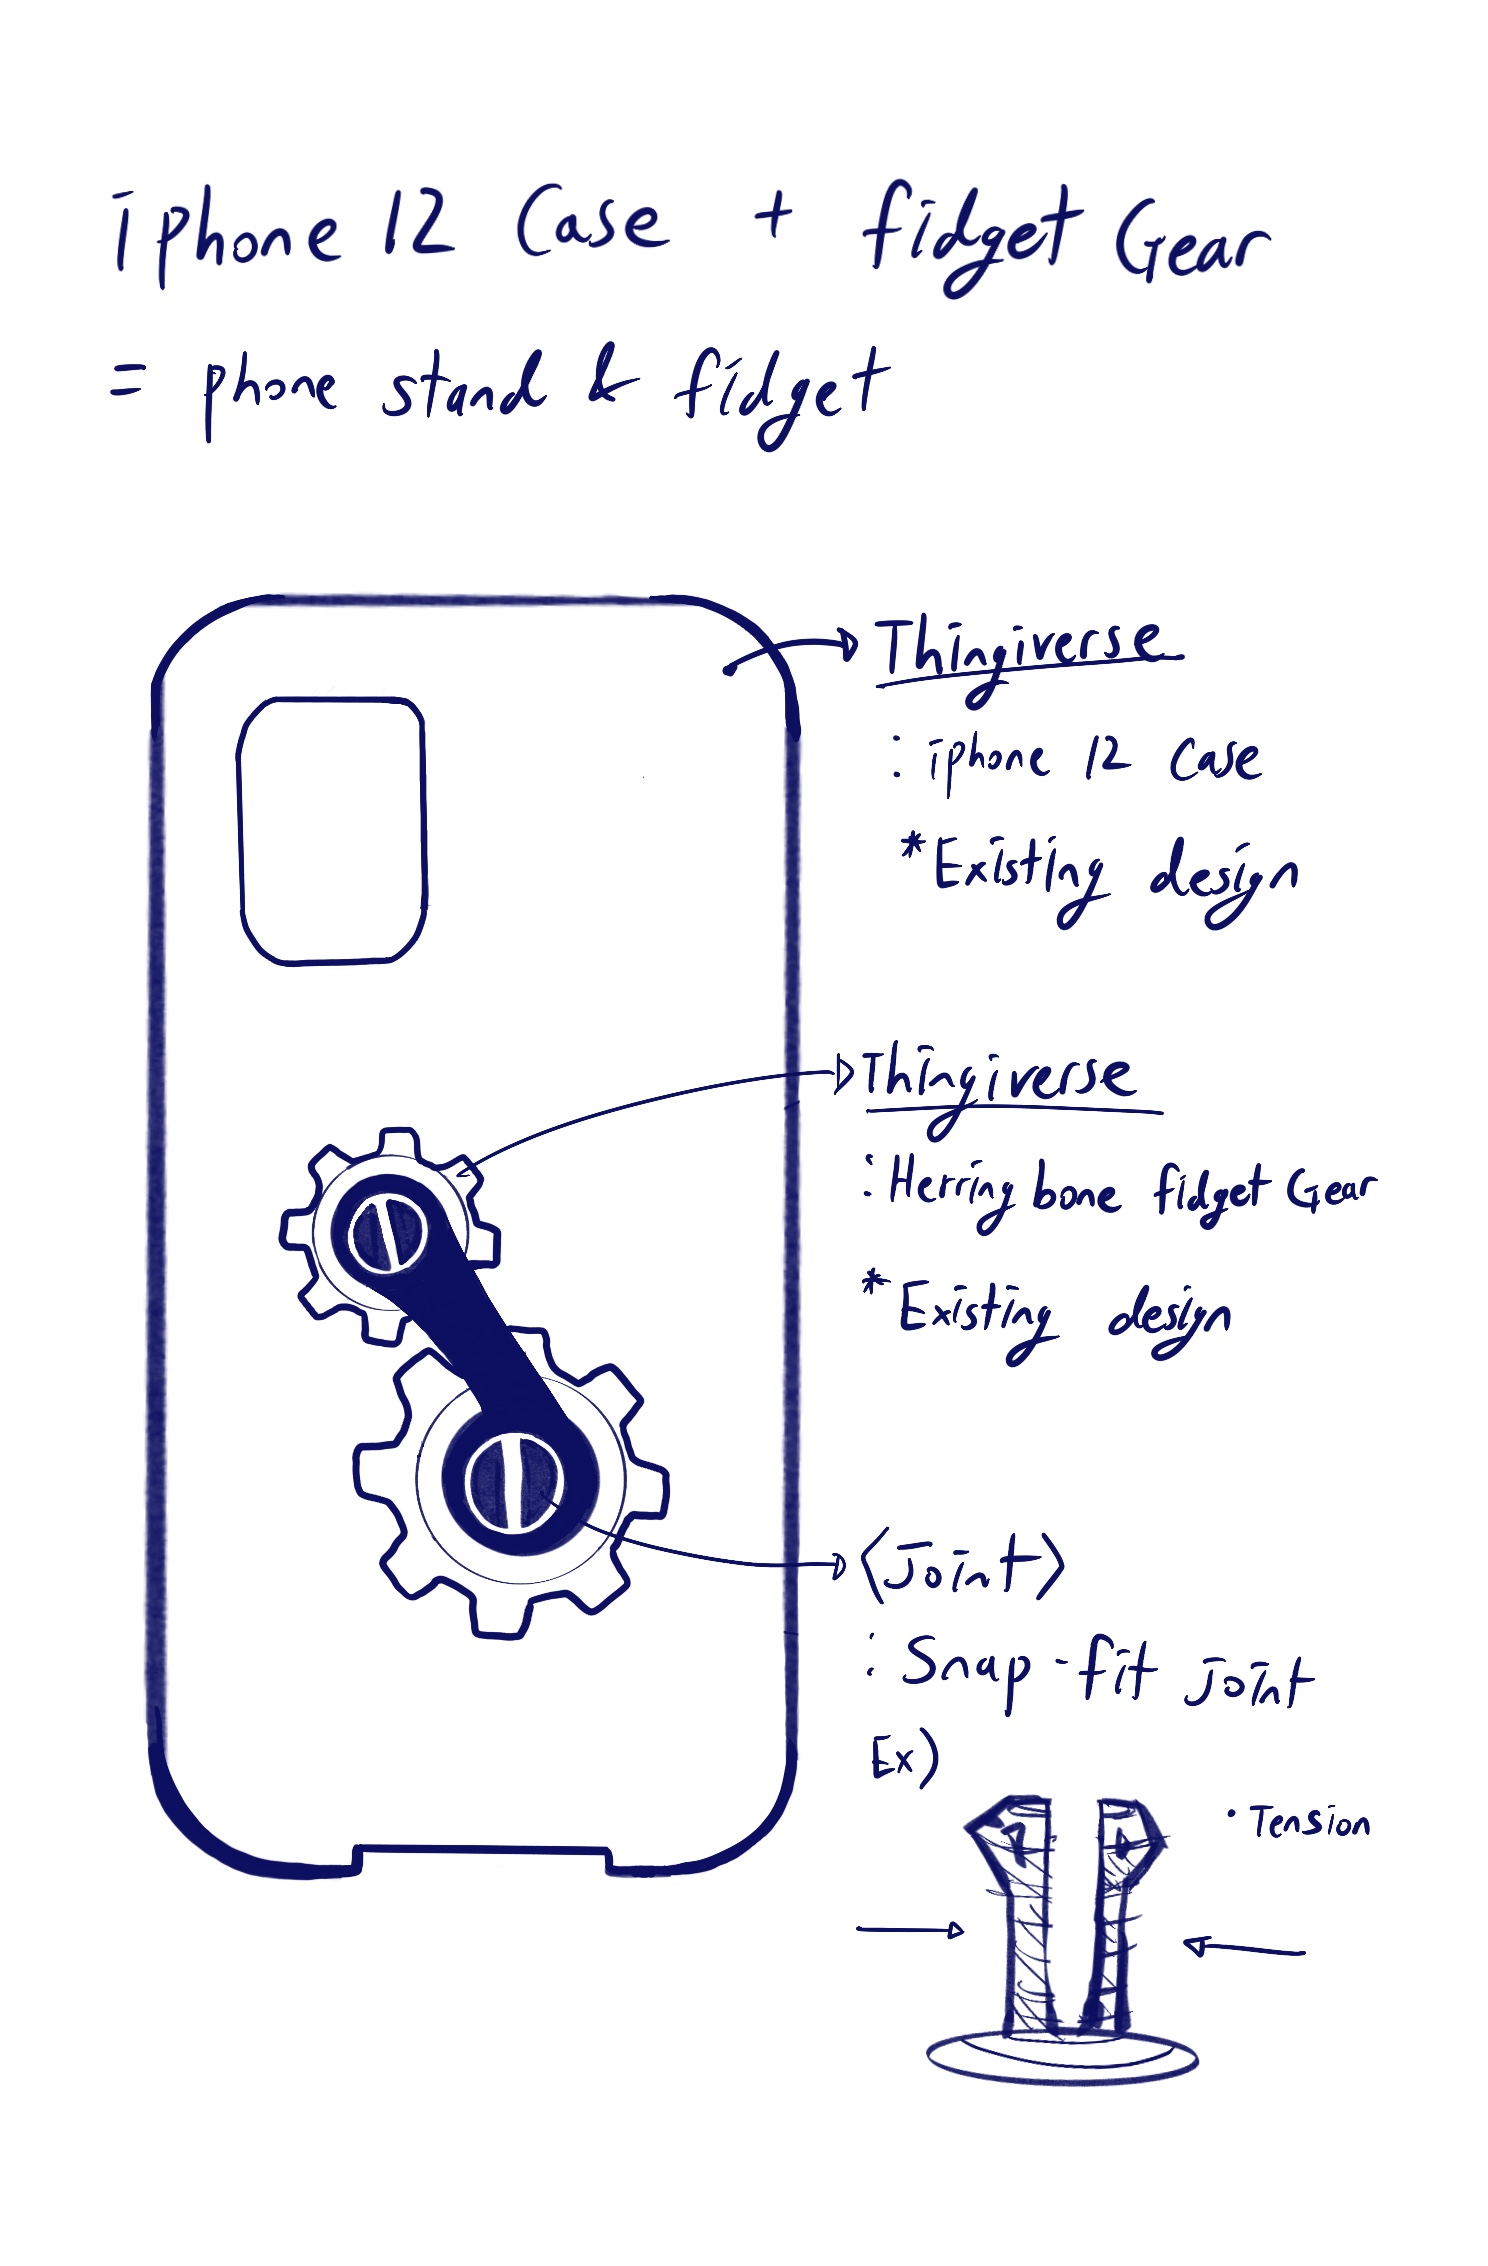 iphone 12 Case + fidget Gear
= phone stand & fidget
Thingiverse
: iphone 12 Case
*Existing design
Thingiverse
: Herring bone fidget Gear
*Existing design
<Joint>
: Snap-fit Joint
Ex)
· Tension